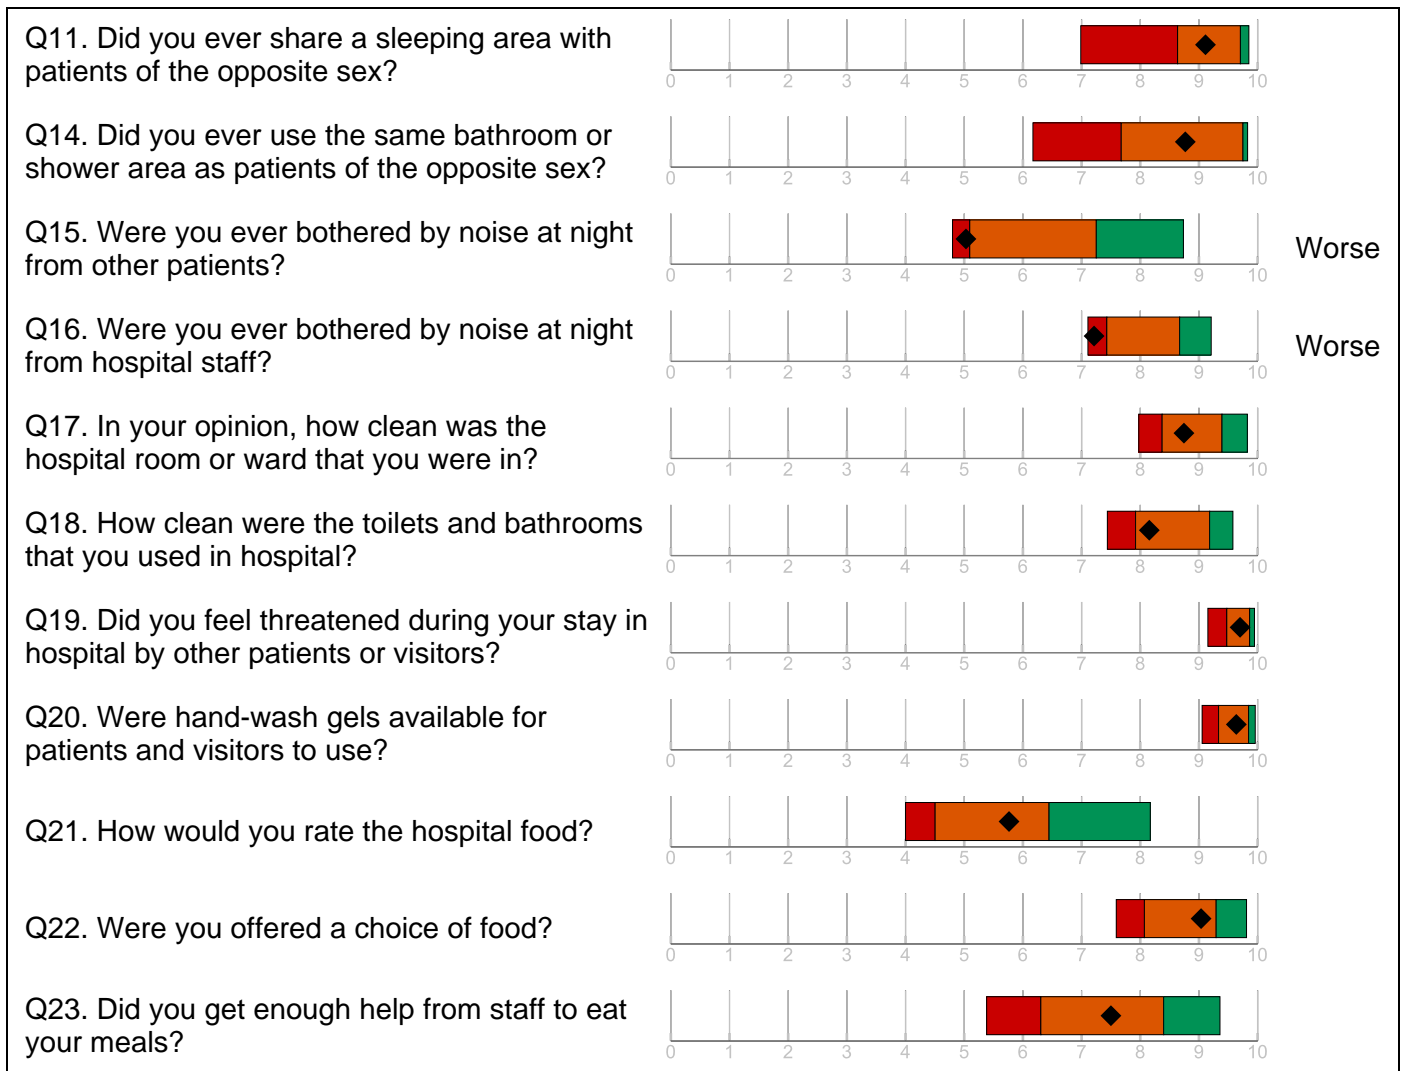 Q11. Did you ever share a sleeping area with
patients of the opposite sex?
0 1 2 3 4 5 6 7 8 9 10
Q14. Did you ever use the same bathroom or
shower area as patients of the opposite sex?
0 1 2 3 4 5 6 7 8 9 10
Q15. Were you ever bothered by noise at night
from other patients?
Worse
0 1 2 3 4 5 6 7 8 9 10
Q16. Were you ever bothered by noise at night
from hospital staff?
Worse
0 1 2 3 4 5 6 7 8 9 10
Q17. In your opinion, how clean was the
hospital room or ward that you were in?
0 1 2 3 4 5 6 7 8 9 10
Q18. How clean were the toilets and bathrooms
that you used in hospital?
0 1 2 3 4 5 6 7 8 9 10
Q19. Did you feel threatened during your stay in
hospital by other patients or visitors?
0 1 2 3 4 5 6 7 8 9 10
Q20. Were hand-wash gels available for
patients and visitors to use?
0 1 2 3 4 5 6 7 8 9 10
Q21. How would you rate the hospital food?
0 1 2 3 4 5 6 7 8 9 10
Q22. Were you offered a choice of food?
0 1 2 3 4 5 6 7 8 9 10
Q23. Did you get enough help from staff to eat
your meals?
0 1 2 3 4 5 6 7 8 9 10